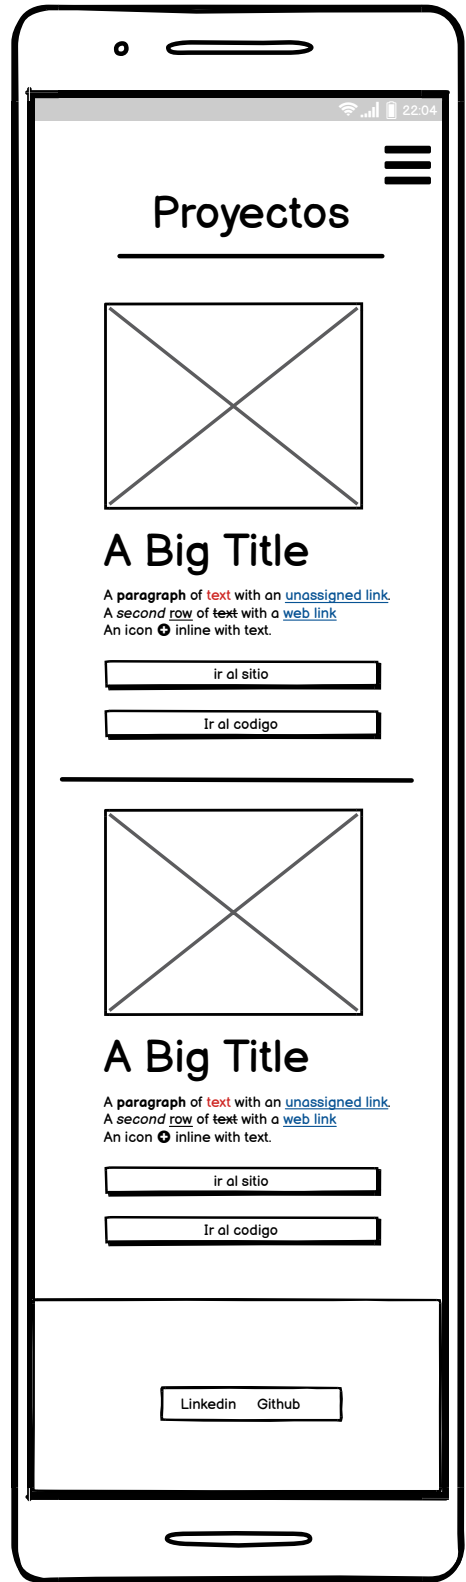 22:04
Proyectos
A Big Title
A paragraph of text with an unassigned link.
A second row of text with a web link
An icon inline with text.
ir al sitio
Ir al codigo
A Big Title
A paragraph of text with an unassigned link.
A second row of text with a web link
An icon inline with text.
ir al sitio
Ir al codigo
Linkedin Github